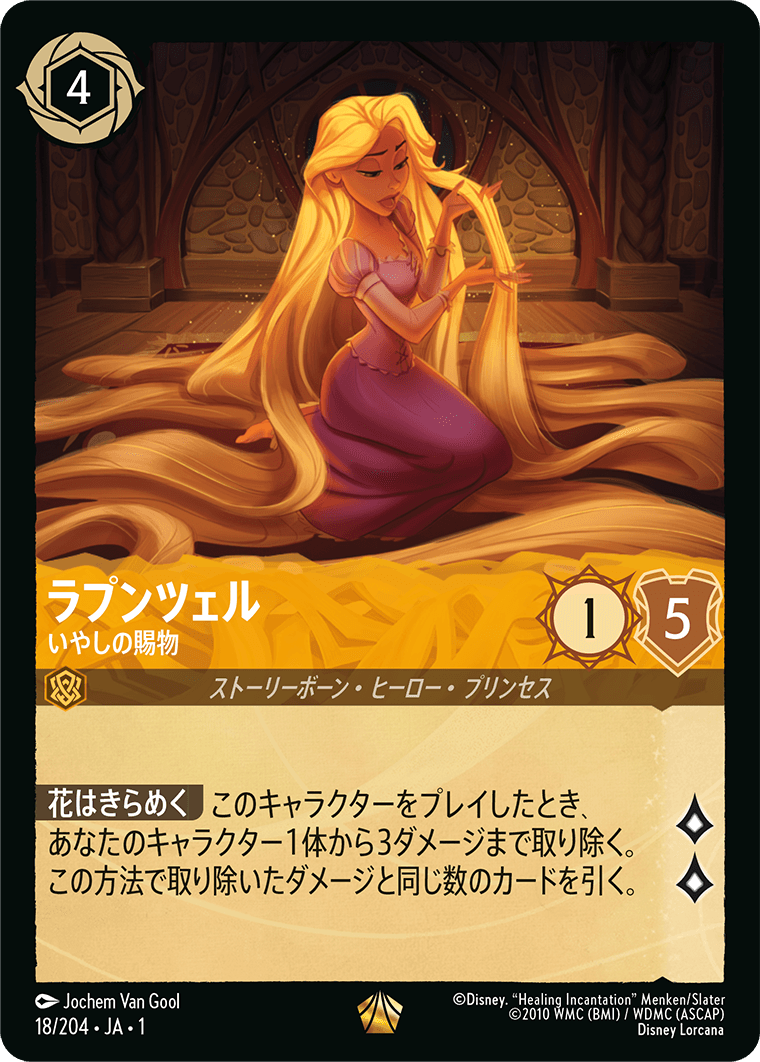 4
ラプンツェル
いやしの賜物
1
5
ストーリーボーン・ヒーロー・プリンセス
花はきらめく このキャラクターをプレイしたとき、
あなたのキャラクター1体から3ダメージまで取り除く。
この方法で取り除いたダメージと同じ数のカードを引く。
Jochem Van Gool
18/204・JA・1
©Disney. “Healing Incantation” Menken/Slater
©2010 WMC (BMI) / WDMC (ASCAP)
Disney Lorcana